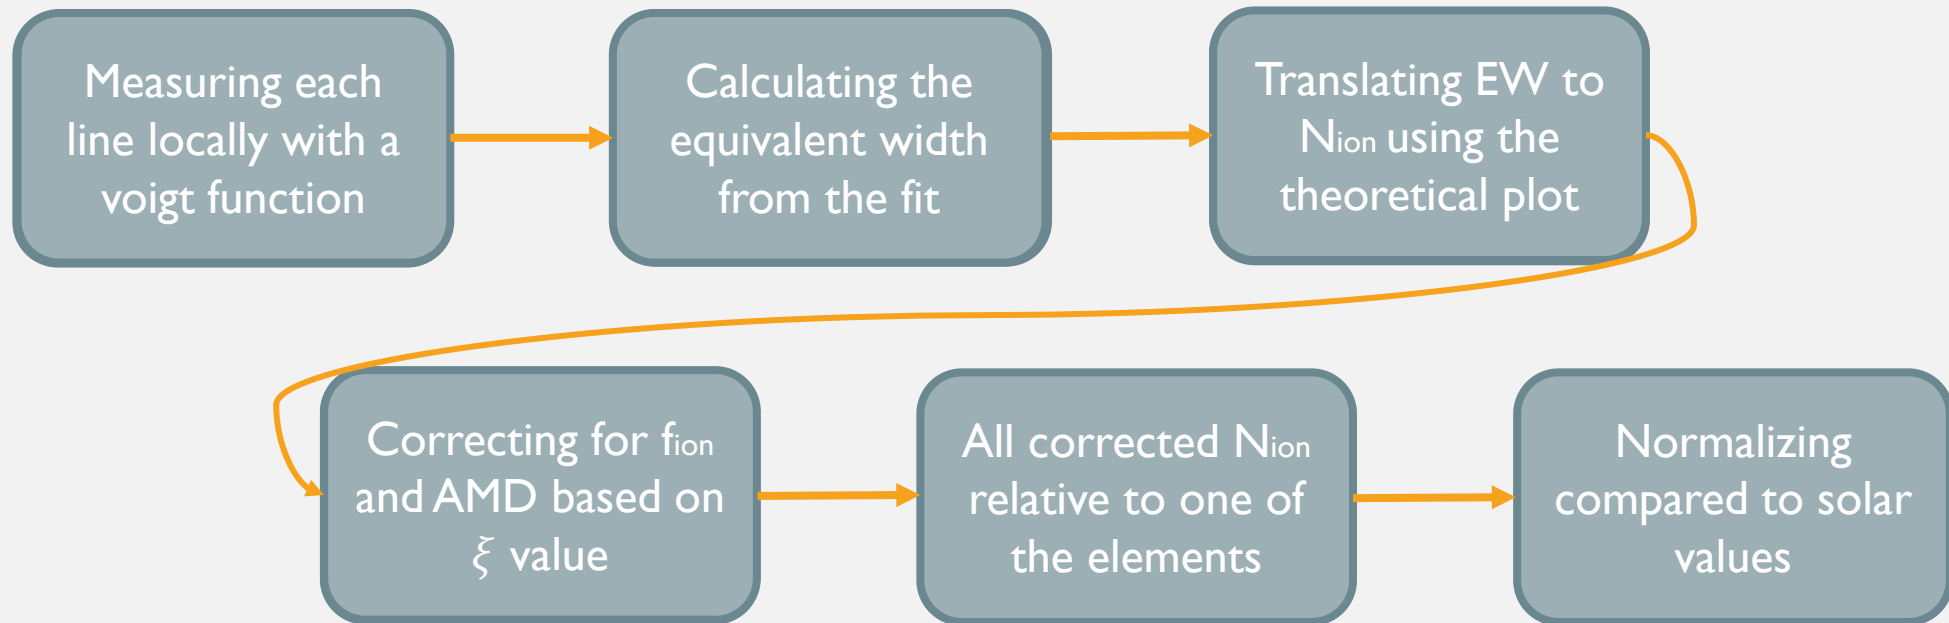 Measuring each
line locally with a
voigt function
Calculating the
equivalent width
from the fit
Translating EW to
Nion using the
theoretical plot
Correcting for fion
and AMD based on
ξ value
All corrected Nion
relative to one of
the elements
Normalizing
compared to solar
values